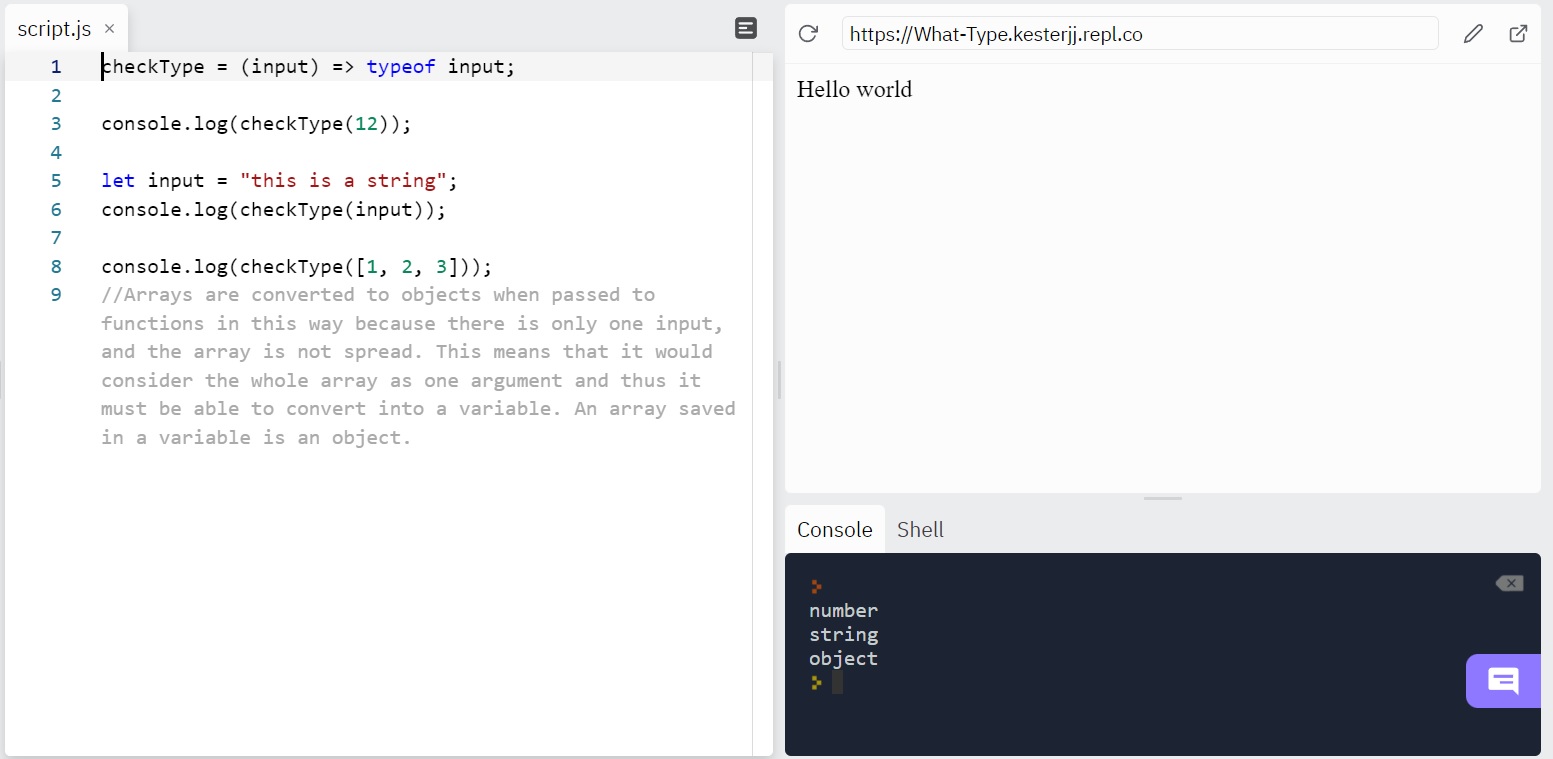 script.js ×
1 checkType = (input) => typeof input;
2
3 console.log(checkType(12));
4
5 let input = "this is a string";
6 console.log(checkType(input));
7
8 console.log(checkType([1, 2, 3]));
9 //Arrays are converted to objects when passed to
functions in this way because there is only one input,
and the array is not spread. This means that it would
consider the whole array as one argument and thus it
must be able to convert into a variable. An array saved
in a variable is an object.
https://What-Type.kesterjj.repl.co
Hello world
Console Shell
number
string
object